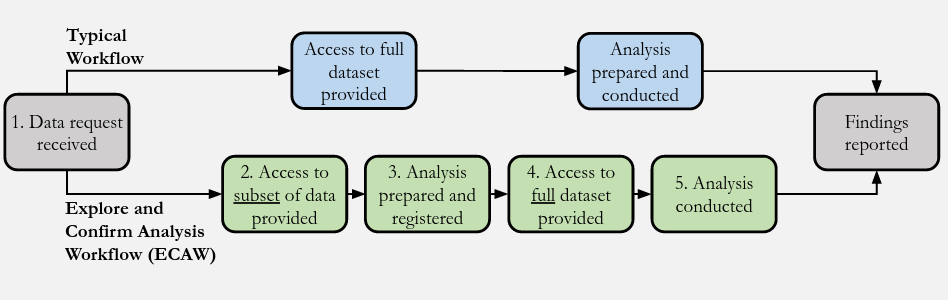 Typical
Workflow
Access to full
dataset
provided
Analysis
prepared and
conducted
1. Data request
received
Findings
reported
2. Access to
subset of data
provided
3. Analysis
prepared and
registered
4. Access to
full dataset
provided
5. Analysis
conducted
Explore and
Confirm Analysis
Workflow (ECAW)